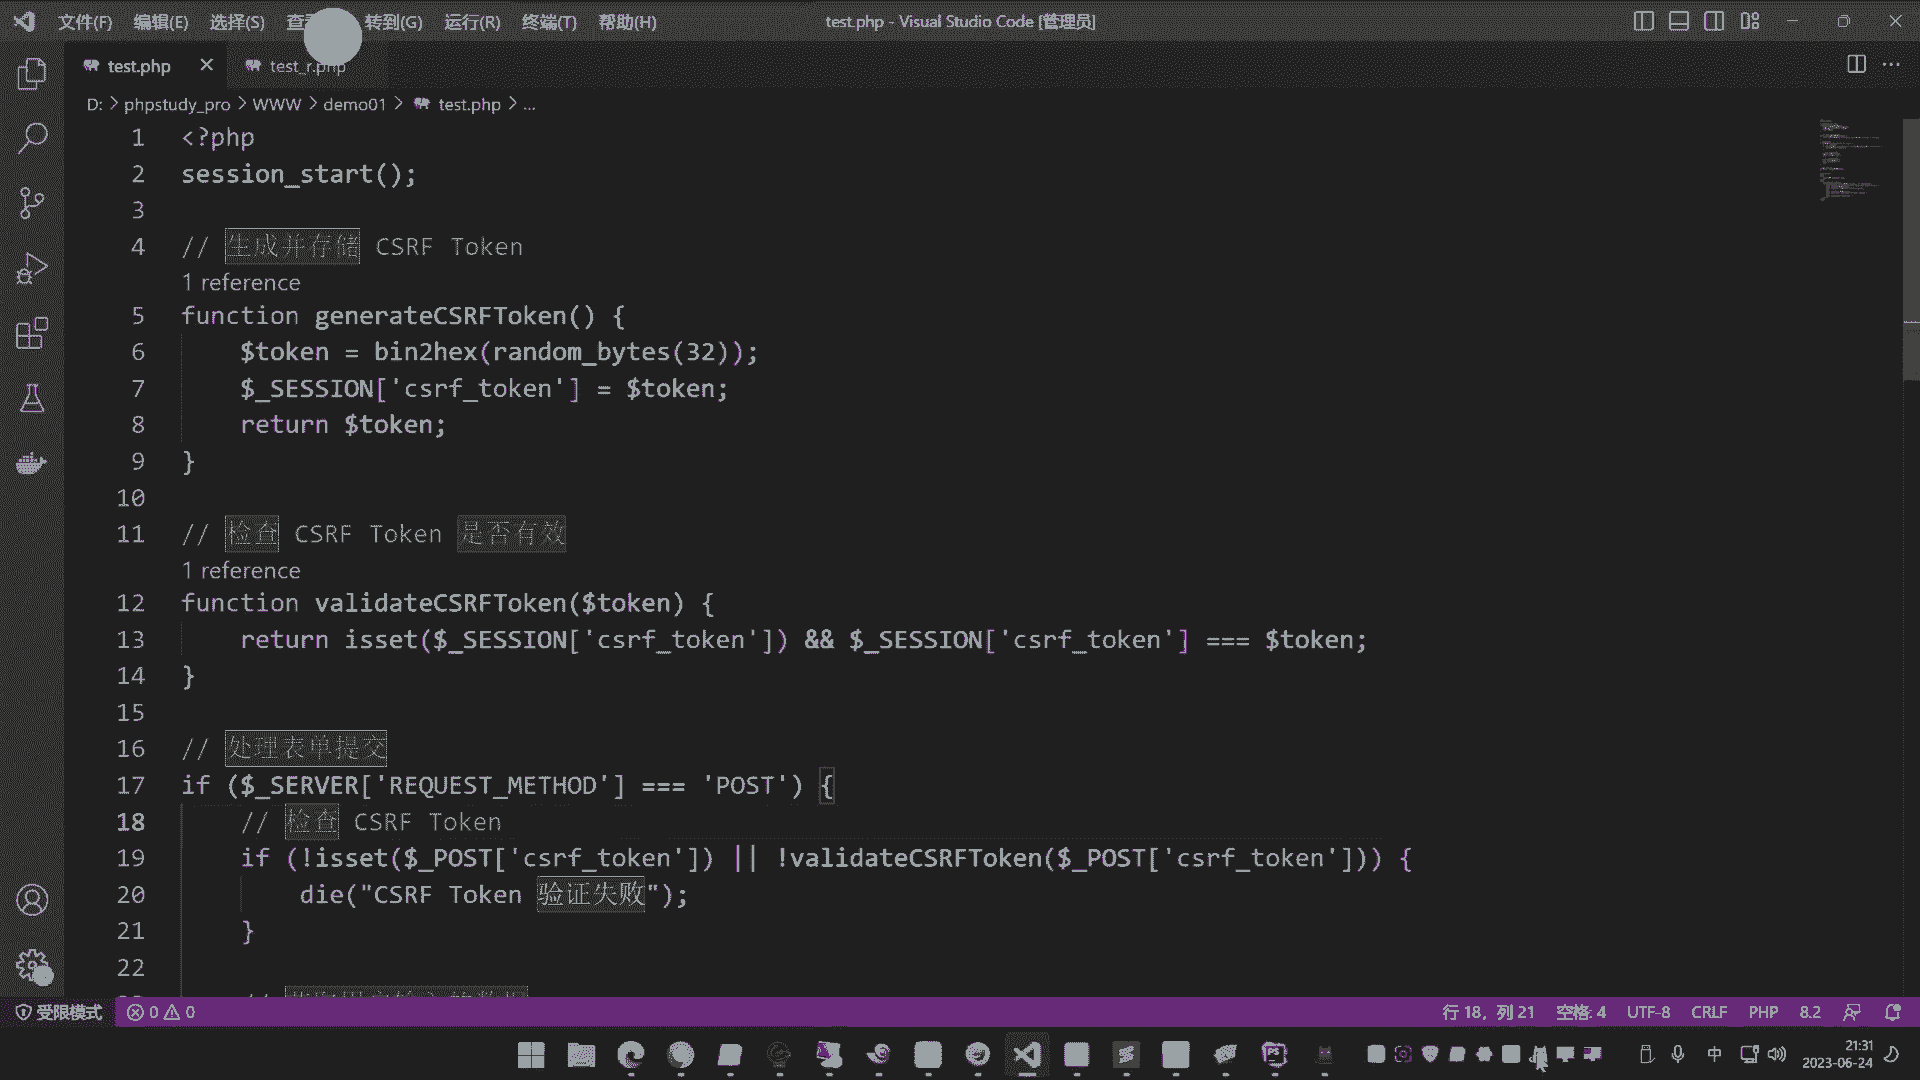 文件(F) 编辑(E) 选择(S) 转到(G) 运行(R) 终端(T) 帮助(H) test.php - Visual Studio Code [管理员]
test.php test_r.php
D: > phpstudy_pro > WWW > demo01 > test.php > ...
1 <?php
2 session_start();
3
4 // 生成并存储 CSRF Token
1 reference
5 function generateCSRFToken() {
6 $token = bin2hex(random_bytes(32));
7 $_SESSION['csrf_token'] = $token;
8 return $token;
9 }
10
11 // 检查 CSRF Token 是否有效
1 reference
12 function validateCSRFToken($token) {
13 return isset($_SESSION['csrf_token']) && $_SESSION['csrf_token'] === $token;
14 }
15
16 // 处理表单提交
17 if ($_SERVER['REQUEST_METHOD'] === 'POST') {
18 // 检查 CSRF Token
19 if (!isset($_POST['csrf_token']) || !validateCSRFToken($_POST['csrf_token'])) {
20 die("CSRF Token 验证失败");
21 }
22
受限模式 0 0 行 18，列 21 空格: 4 UTF-8 CRLF PHP 8.2
中 21:31
2023-06-24